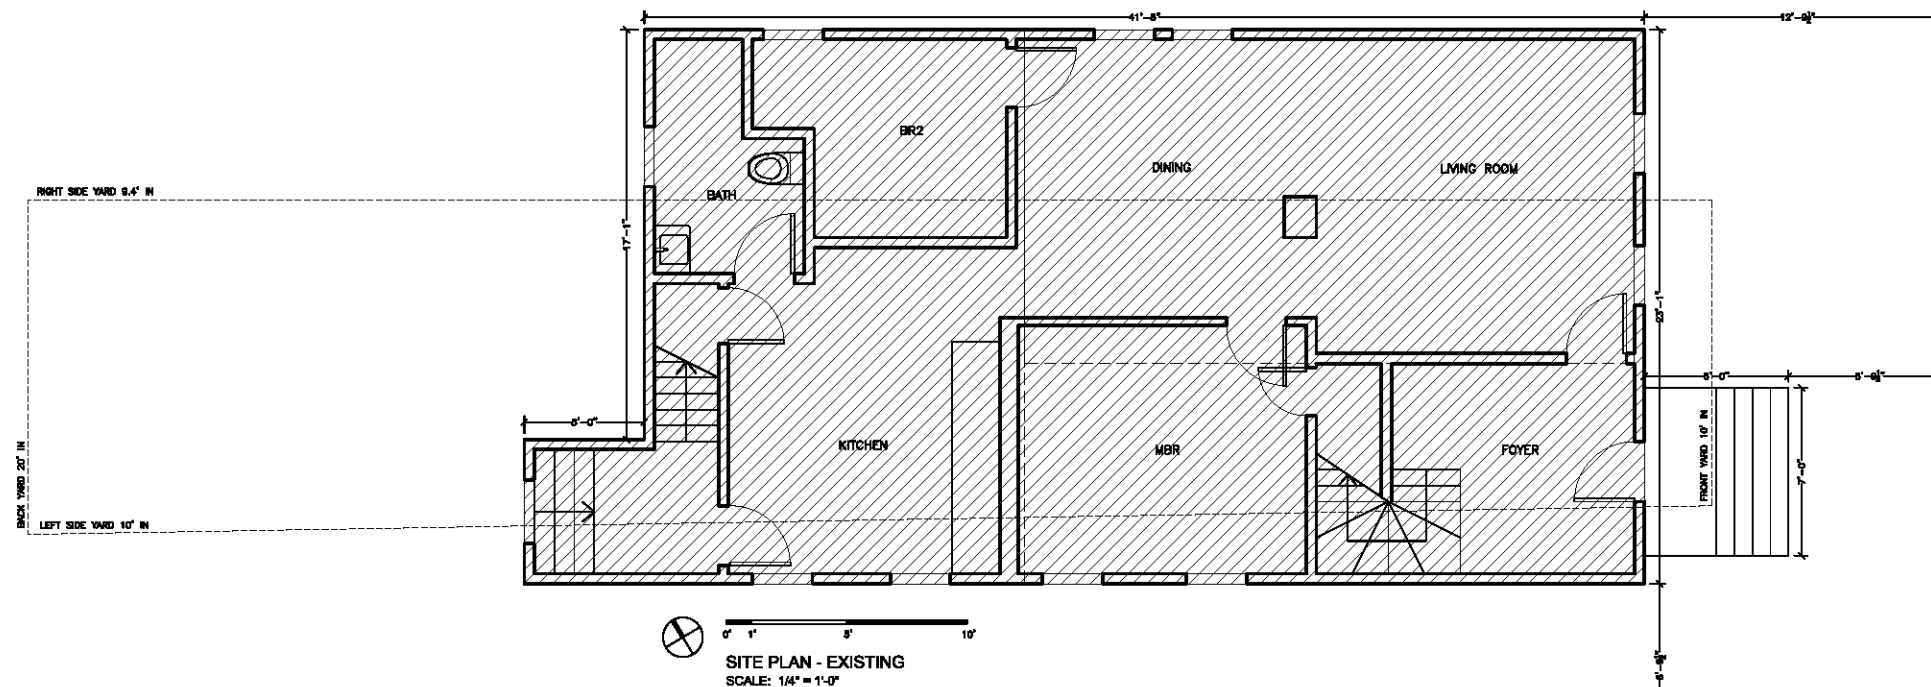 41'-8"
12'-9½"
BR2
DINING
LIVING ROOM
RIGHT SIDE YARD 9.4' IN
BATH
17'-1"
23'-1"
6'-0"
5'-0"
KITCHEN
MBR
FOYER
FRONT YARD 10' IN
7'-0"
BACK YARD 20' IN
LEFT SIDE YARD 10' IN
0' 1' 5' 10'
SITE PLAN - EXISTING
SCALE: 1/4" = 1'-0"